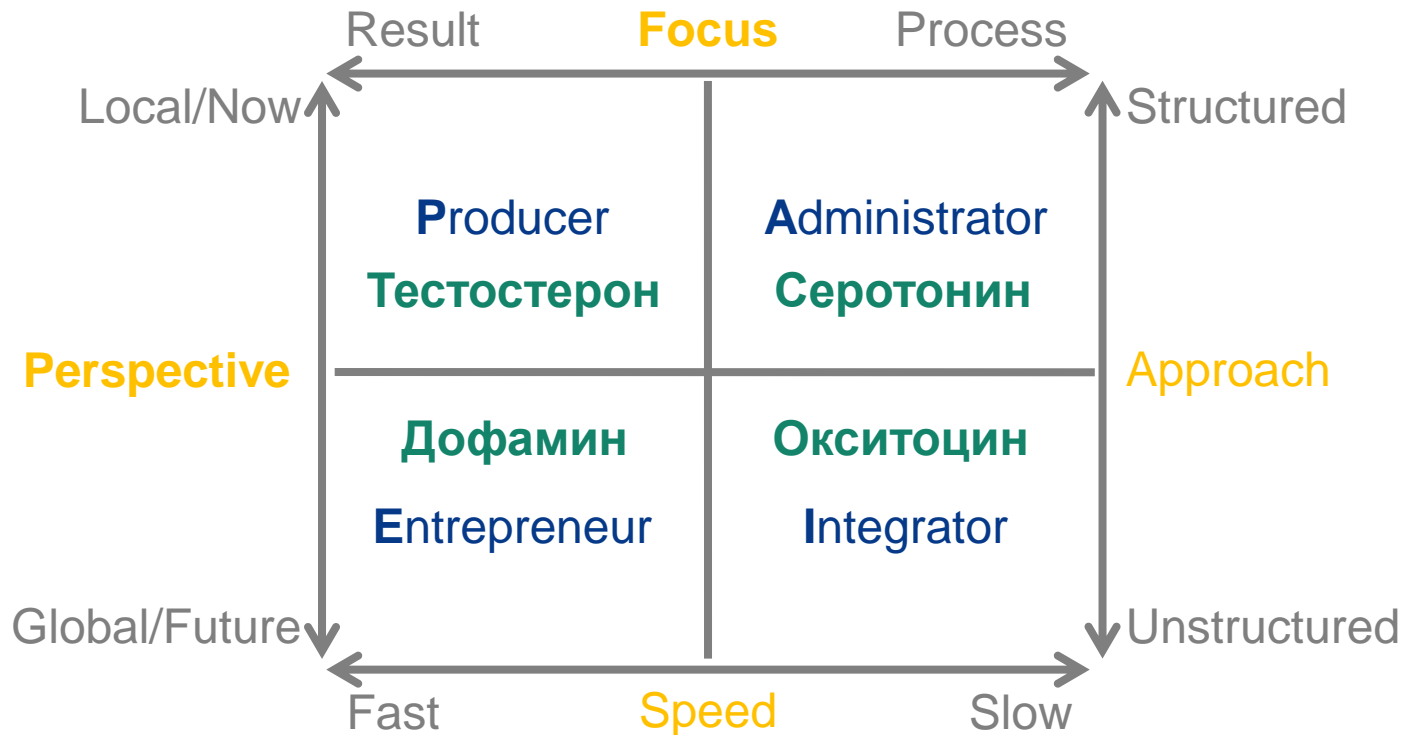 Result Focus Process
Local/Now Structured
Producer Administrator
Тестостерон Серотонин
Perspective Approach
Дофамин Окситоцин
Entrepreneur Integrator
Global/Future Unstructured
Fast Speed Slow